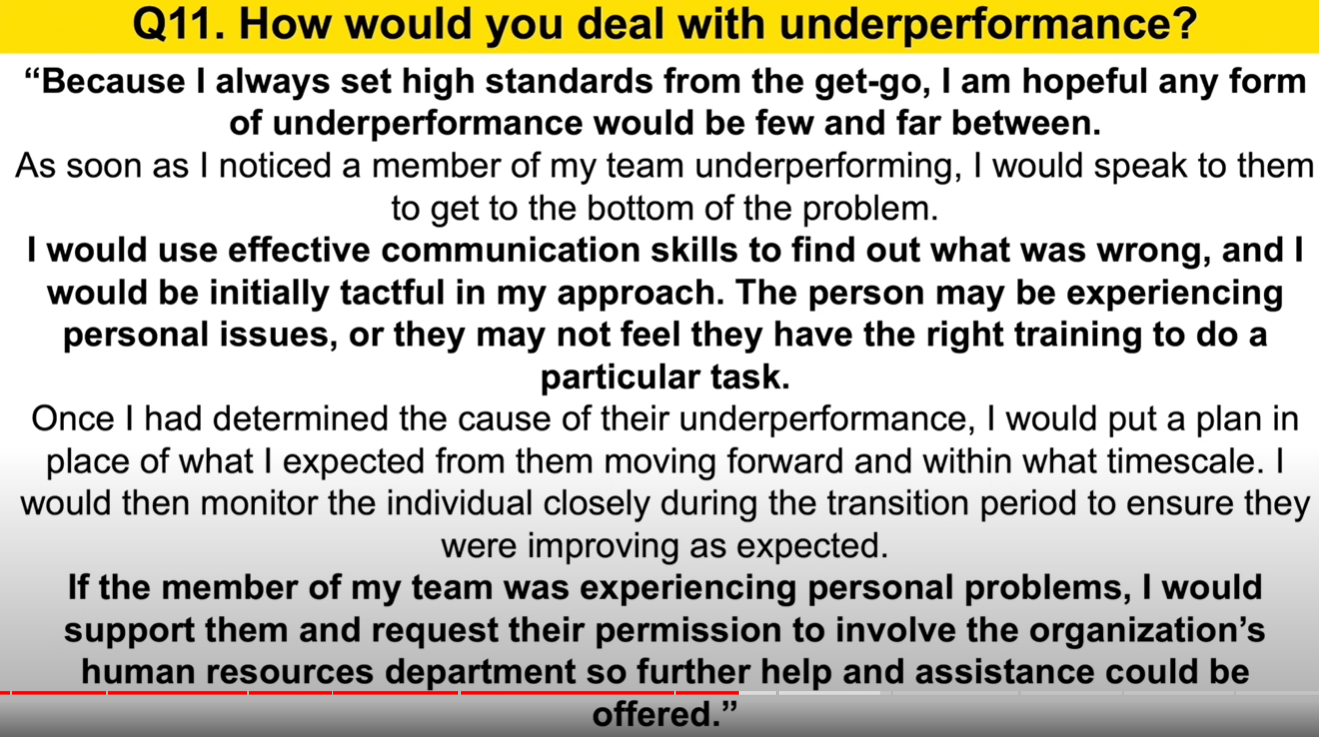 Q11. How would you deal with underperformance?
“Because I always set high standards from the get-go, I am hopeful any form
of underperformance would be few and far between.
As soon as I noticed a member of my team underperforming, I would speak to them
to get to the bottom of the problem.
I would use effective communication skills to find out what was wrong, and I
would be initially tactful in my approach. The person may be experiencing
personal issues, or they may not feel they have the right training to do a
particular task.
Once I had determined the cause of their underperformance, I would put a plan in
place of what I expected from them moving forward and within what timescale. I
would then monitor the individual closely during the transition period to ensure they
were improving as expected.
If the member of my team was experiencing personal problems, I would
support them and request their permission to involve the organization’s
human resources department so further help and assistance could be
offered.”